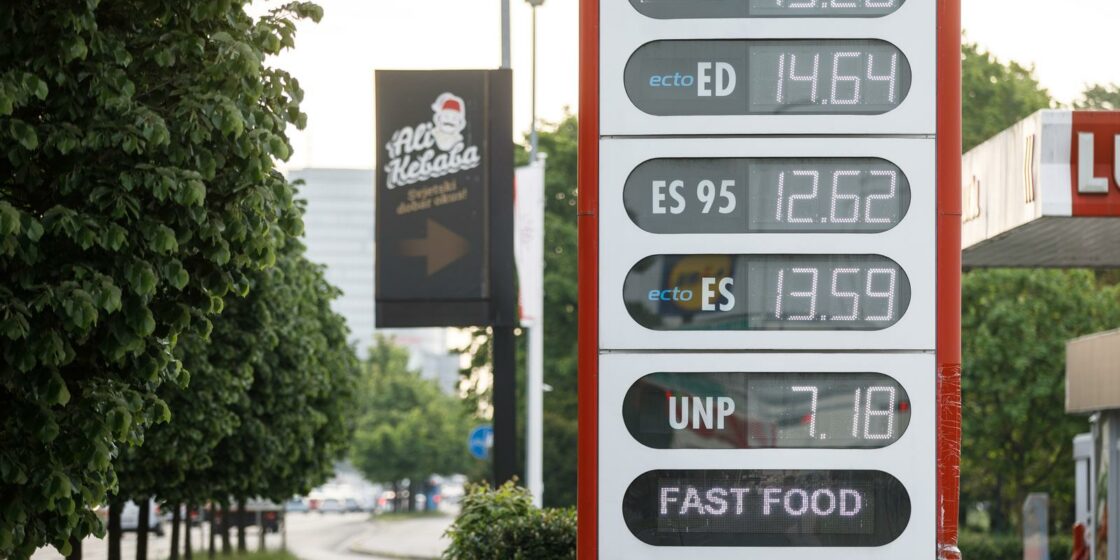 Ali
Kebaba
Svjetski
dobar okus!
ecto ED 14.64
ES 95 12.62
ecto ES 13.59
UNP 7.18
FAST FOOD
LU